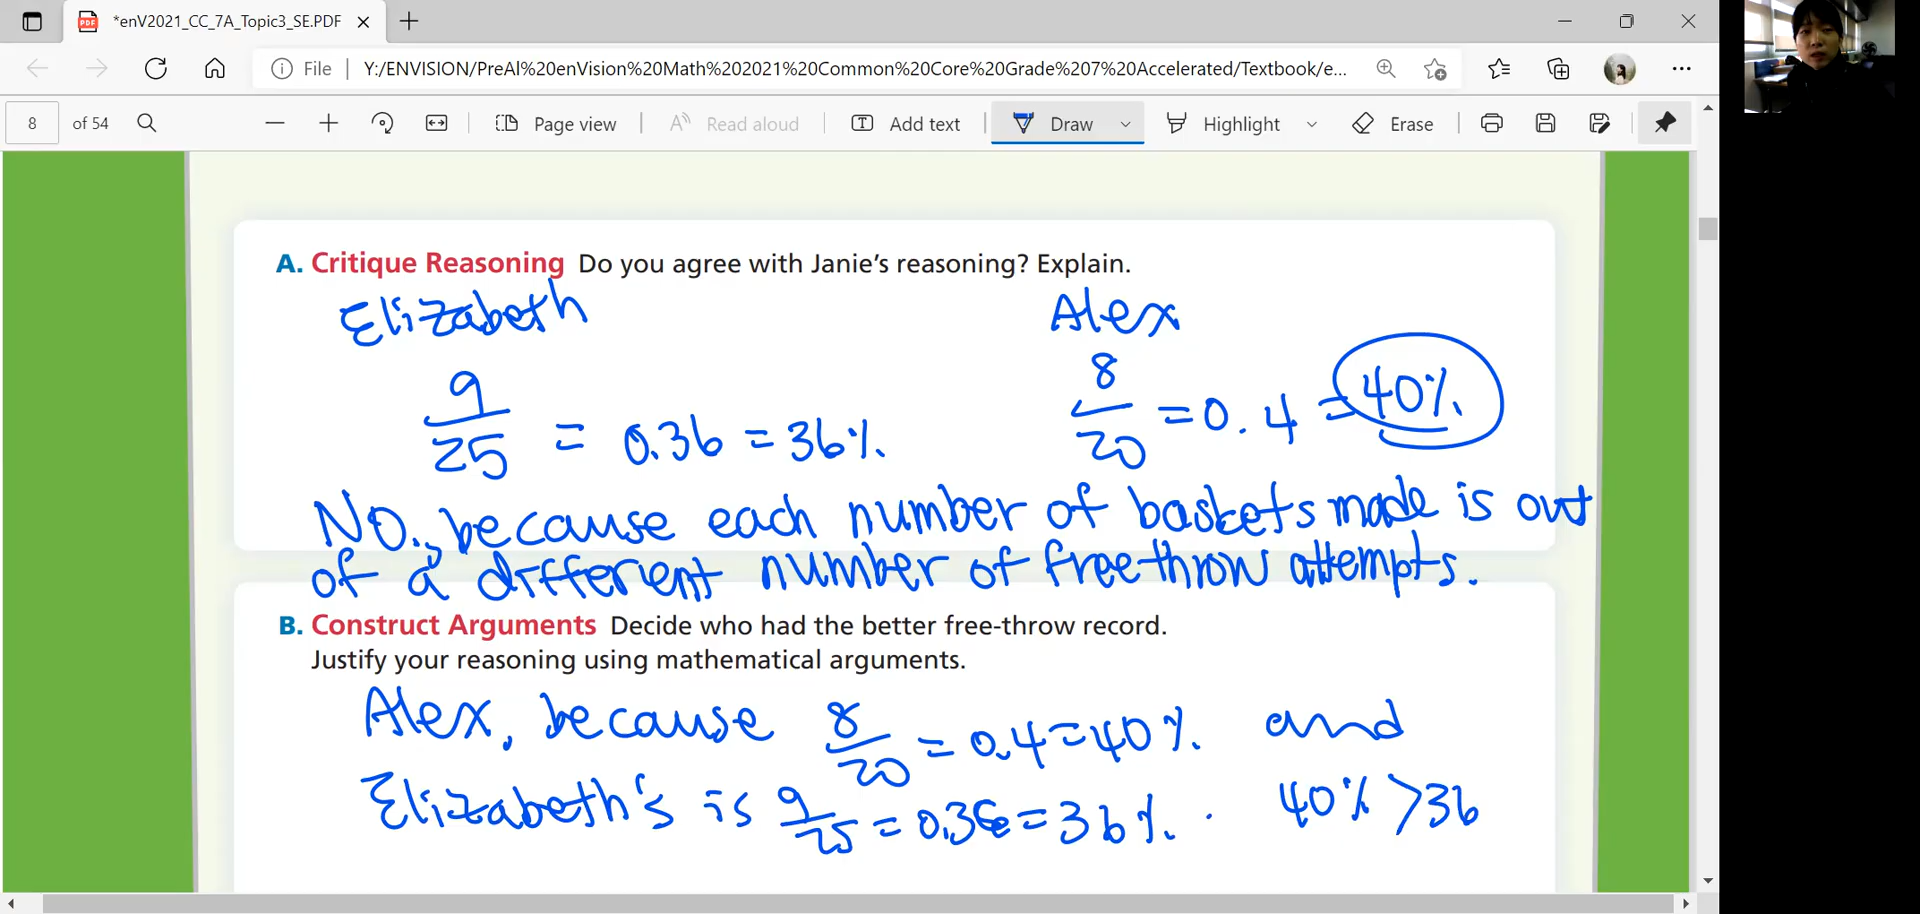 *enV2021_CC_7A_Topic3_SE.PDF
File Y:/ENVISION/PreAl%20enVision%20Math%202021%20Common%20Core%20Grade%207%20Accelerated/Textbook/e...
8 of 54 Page view Read aloud Add text Draw Highlight Erase
A. Critique Reasoning Do you agree with Janie's reasoning? Explain.
Elizabeth Alex
9/25 = 0.36 = 36% 8/20 = 0.4 = 40%
No, because each number of baskets made is out
of a different number of free throw attempts.
B. Construct Arguments Decide who had the better free-throw record.
Justify your reasoning using mathematical arguments.
Alex, because 8/20 = 0.4 = 40% and
Elizabeth's is 9/25 = 0.36 = 36%. 40% > 36